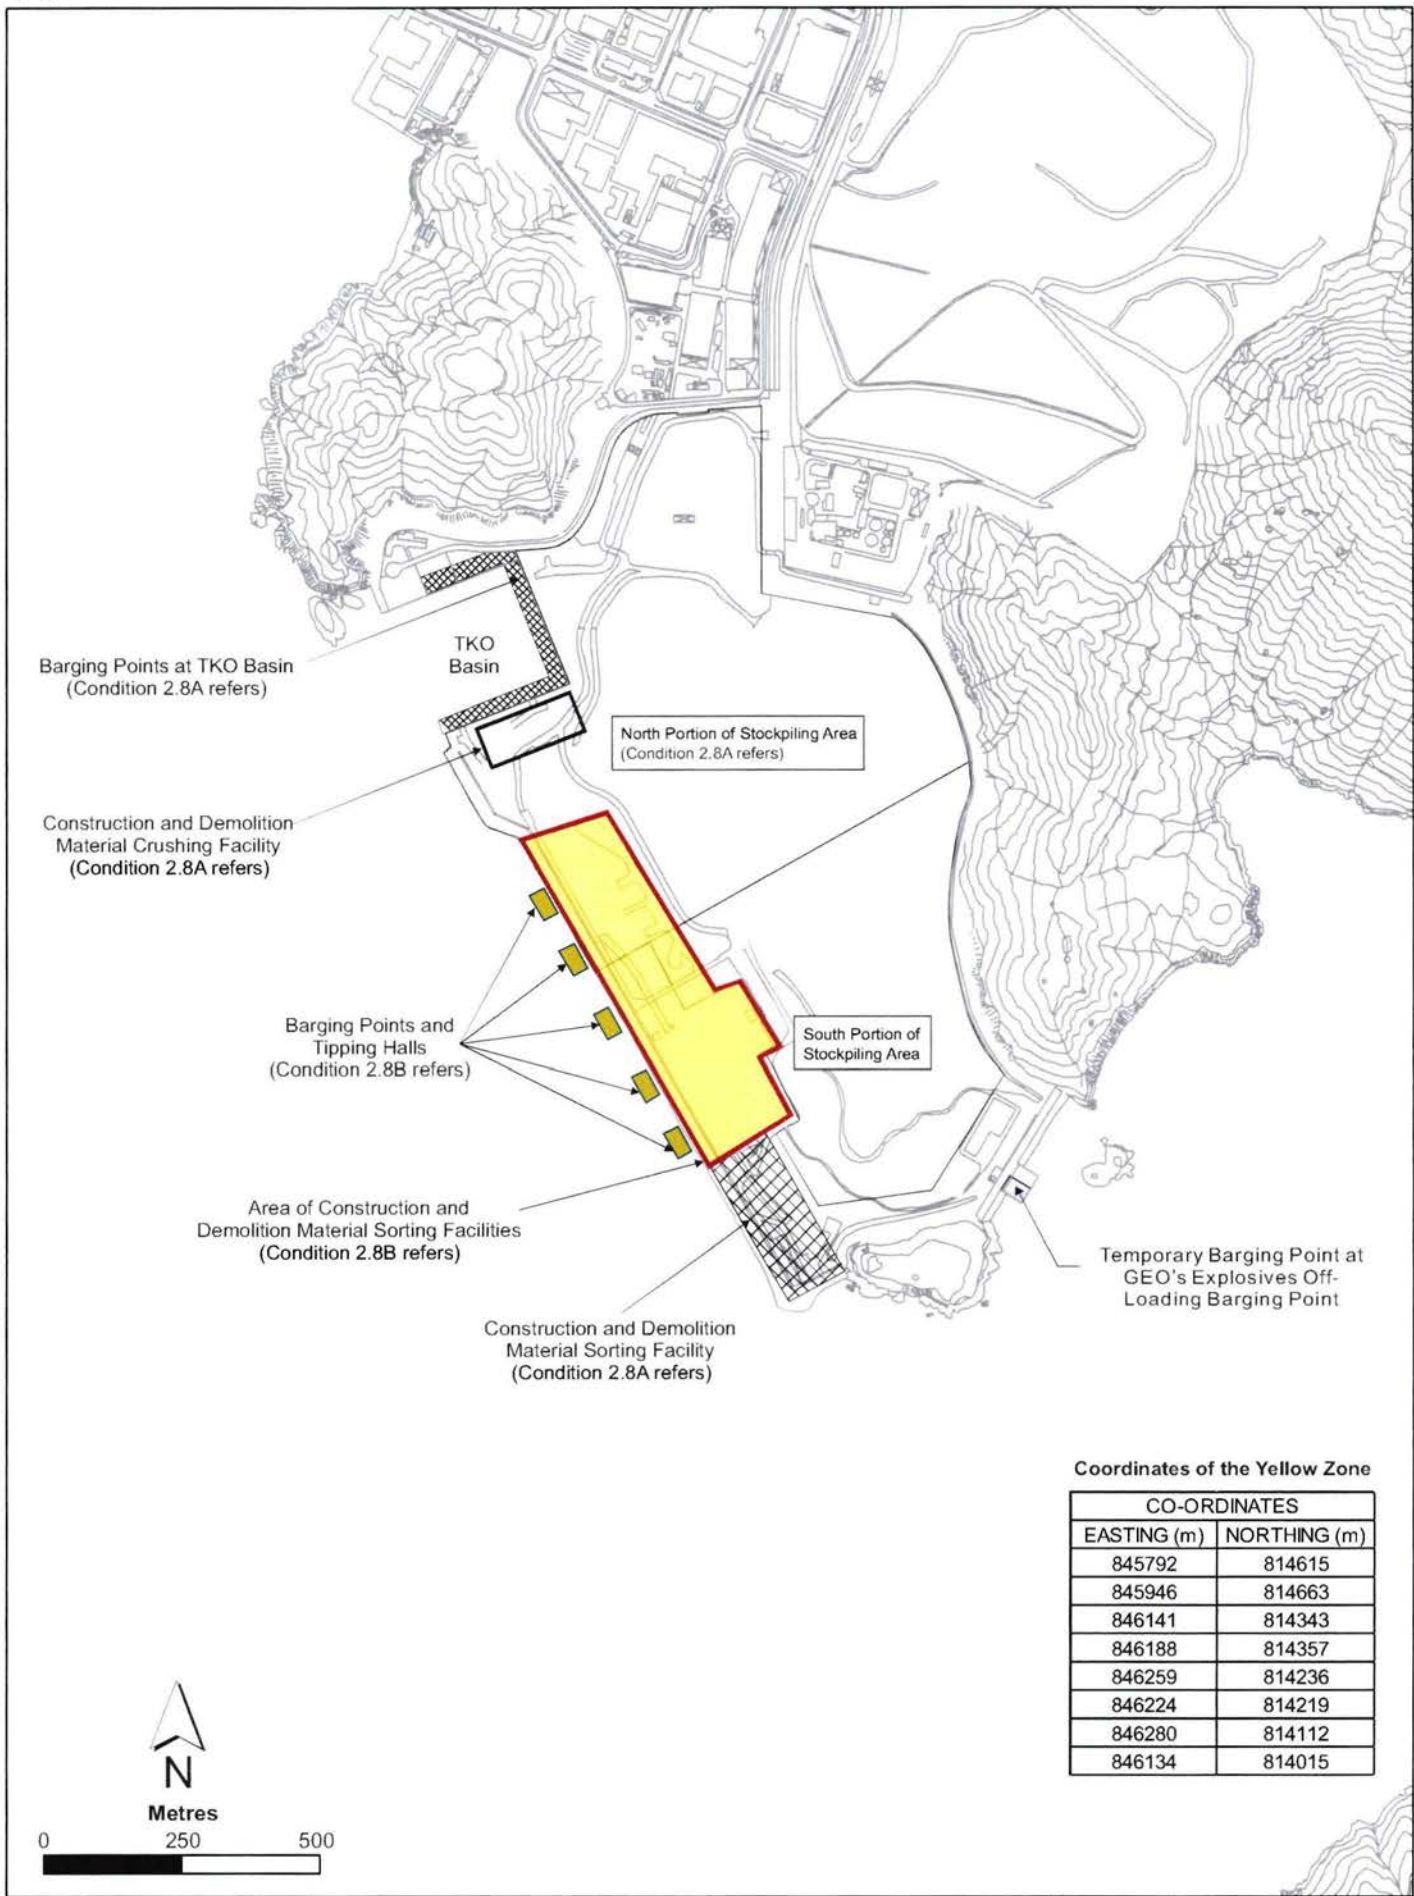 TKO
Basin
Barging Points at TKO Basin
(Condition 2.8A refers)
North Portion of Stockpiling Area
(Condition 2.8A refers)
Construction and Demolition
Material Crushing Facility
(Condition 2.8A refers)
Barging Points and
Tipping Halls
(Condition 2.8B refers)
South Portion of
Stockpiling Area
Area of Construction and
Demolition Material Sorting Facilities
(Condition 2.8B refers)
Temporary Barging Point at
GEO's Explosives Off-
Loading Barging Point
Construction and Demolition
Material Sorting Facility
(Condition 2.8A refers)
Coordinates of the Yellow Zone
CO-ORDINATES
EASTING (m) NORTHING (m)
845792 814615
845946 814663
846141 814343
846188 814357
846259 814236
846224 814219
846280 814112
846134 814015
N
Metres
0 250 500